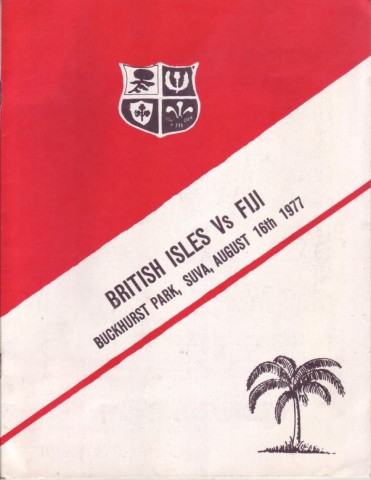 BRITISH ISLES Vs FIJI
BUCKHURST PARK, SUVA, AUGUST 16th 1977